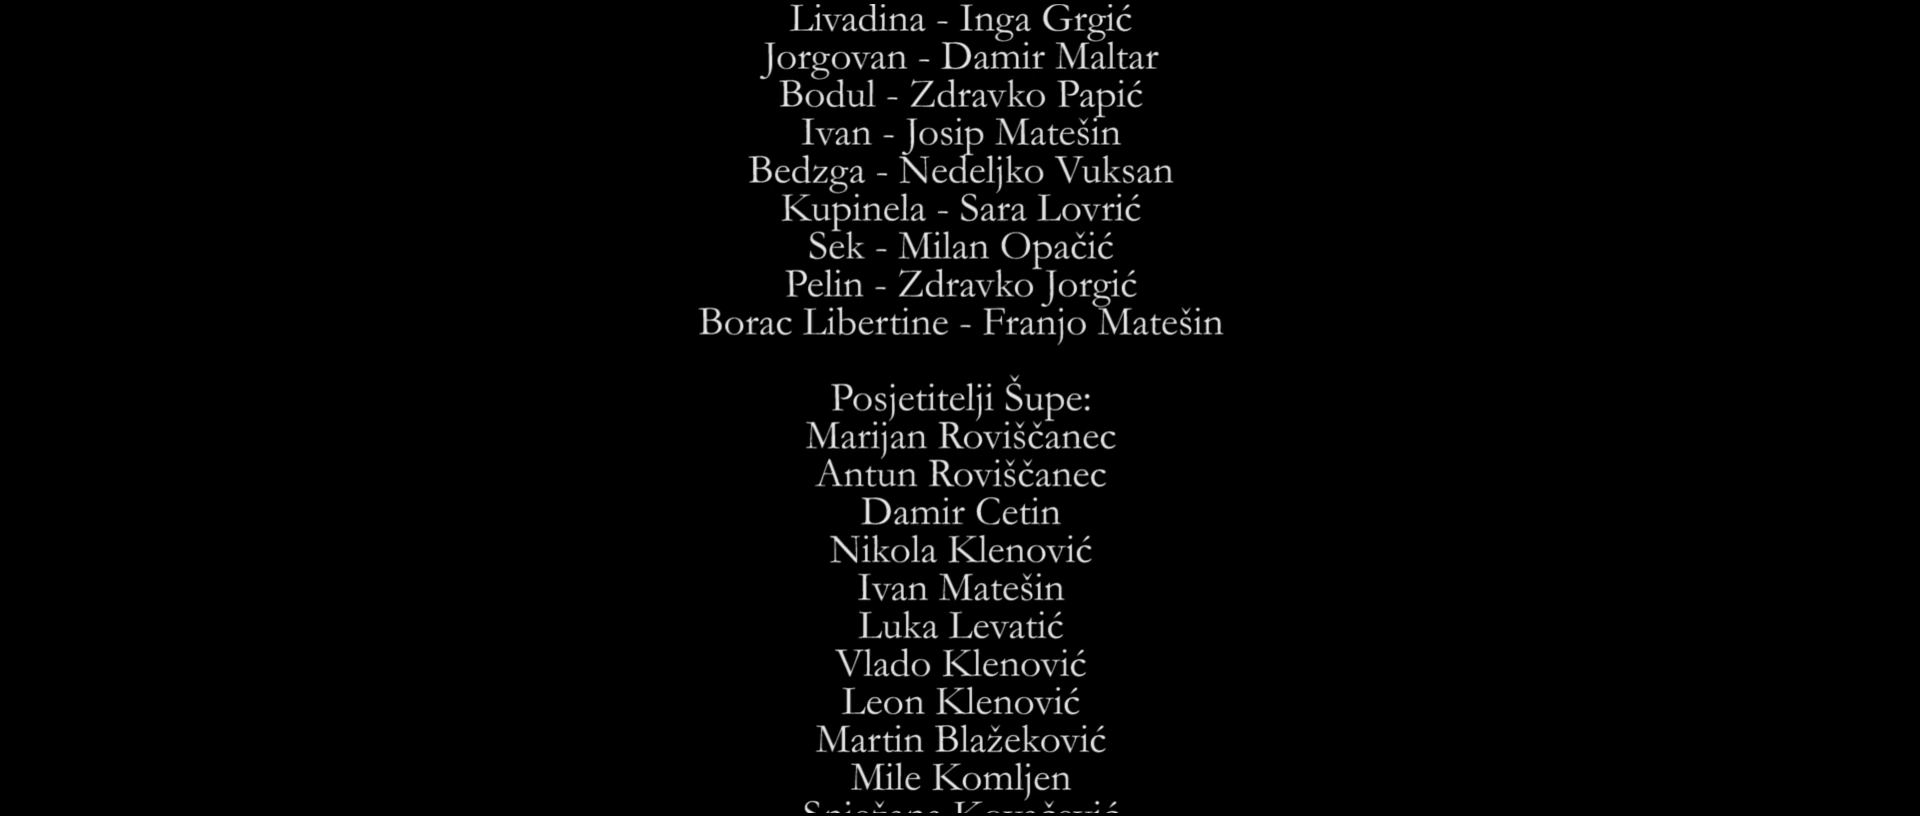 Livadina - Inga Grgić
Jorgovan - Damir Maltar
Bodul - Zdravko Papić
Ivan - Josip Matešin
Bedzga - Nedeljko Vuksan
Kupinela - Sara Lovrić
Sek - Milan Opačić
Pelin - Zdravko Jorgić
Borac Libertine - Franjo Matešin
Posjetitelji Šupe:
Marijan Roviščanec
Antun Roviščanec
Damir Cetin
Nikola Klenović
Ivan Matešin
Luka Levatić
Vlado Klenović
Leon Klenović
Martin Blažeković
Mile Komljen